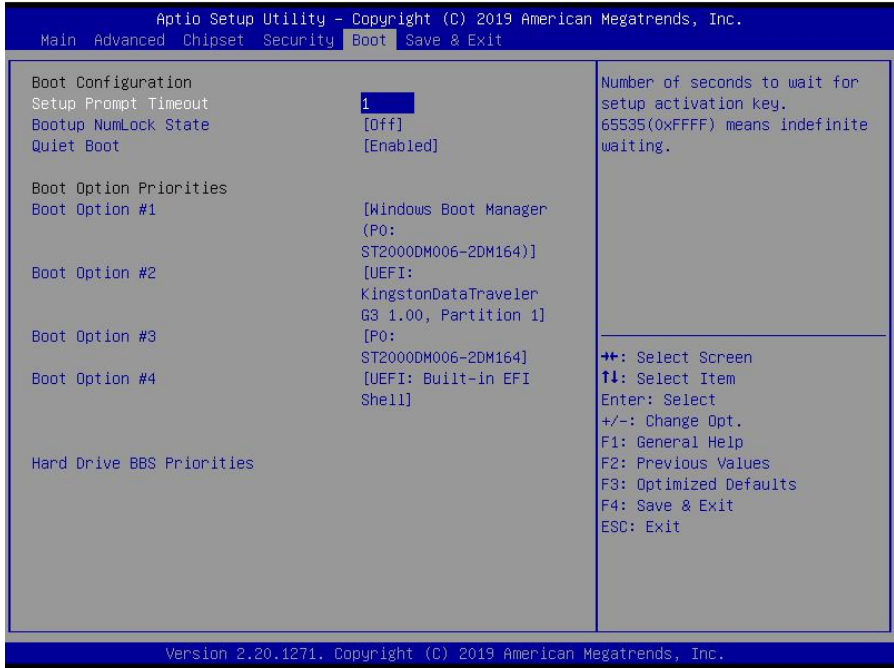 Aptio Setup Utility – Copyright (C) 2019 American Megatrends, Inc.
Main Advanced Chipset Security Boot Save & Exit
Boot Configuration
Setup Prompt Timeout 1
Bootup NumLock State [Off]
Quiet Boot [Enabled]
Boot Option Priorities
Boot Option #1 [Windows Boot Manager
(P0:
ST2000DM006-2DM164)]
Boot Option #2 [UEFI:
KingstonDataTraveler
G3 1.00, Partition 1]
Boot Option #3 [P0:
ST2000DM006-2DM164]
Boot Option #4 [UEFI: Built-in EFI
Shell]
Hard Drive BBS Priorities
Number of seconds to wait for
setup activation key.
65535(0xFFFF) means indefinite
waiting.
→←: Select Screen
↑↓: Select Item
Enter: Select
+/-: Change Opt.
F1: General Help
F2: Previous Values
F3: Optimized Defaults
F4: Save & Exit
ESC: Exit
Version 2.20.1271. Copyright (C) 2019 American Megatrends, Inc.